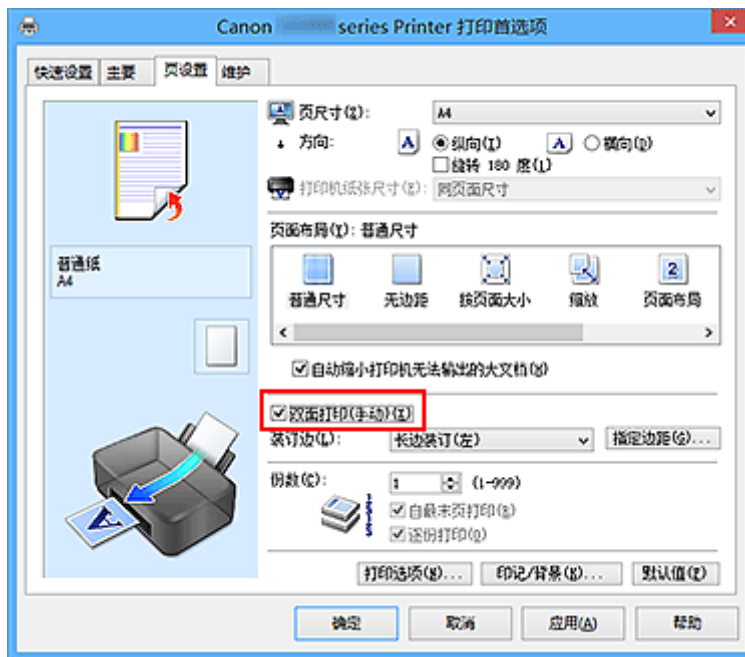 Canon series Printer 打印首选项
快速设置 主要 页设置 维护
页尺寸(Z): A4
方向: A 纵向(I) A 横向(D)
旋转 180 度(J)
打印机纸张尺寸(E): 同页面尺寸
页面布局(Y): 普通尺寸
普通纸
A4
2
普通尺寸 无边距 按页面大小 缩放 页面布局
自动缩小打印机无法输出的大文档(W)
双面打印(手动)(X)
装订边(L): 长边装订(左) 指定边距(G)...
份数(C): 1 (1-999)
自最末页打印(S)
逐份打印(O)
打印选项(N)... 印记/背景(K)... 默认值(F)
确定 取消 应用(A) 帮助